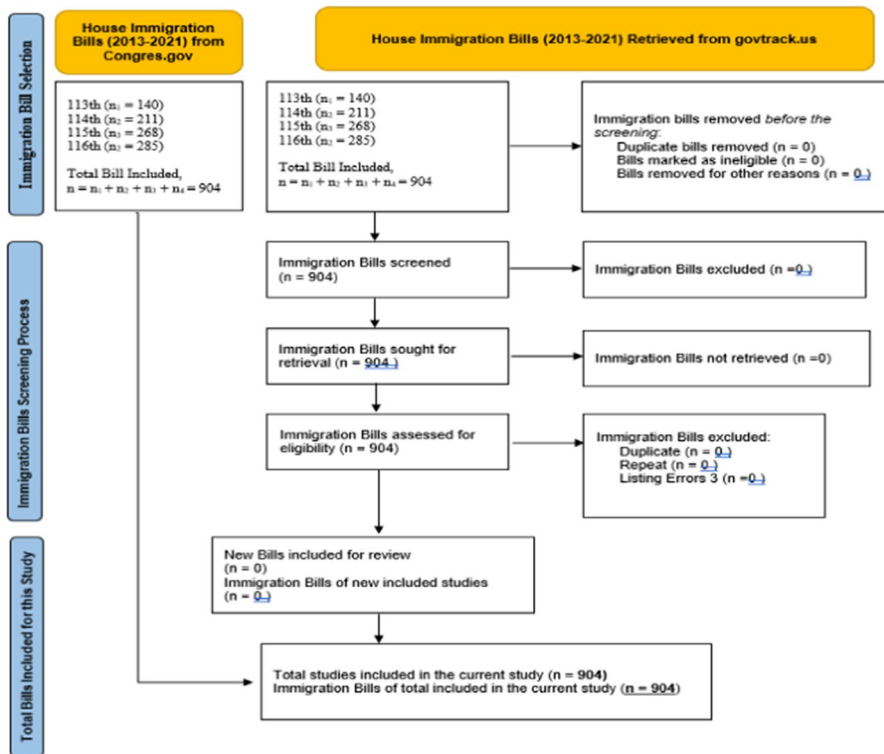 Immigration Bill Selection
House Immigration
Bills (2013-2021) from
Congres.gov
House Immigration Bills (2013-2021) Retrieved from govtrack.us
113th (n₁ = 140)
114th (n₂ = 211)
115th (n₃ = 268)
116th (n₄ = 285)
Total Bill Included,
n = n₁ + n₂ + n₃ + n₄ = 904
113th (n₁ = 140)
114th (n₂ = 211)
115th (n₃ = 268)
116th (n₄ = 285)
Total Bill Included,
n = n₁ + n₂ + n₃ + n₄ = 904
Immigration bills removed before the
screening:
Duplicate bills removed (n = 0)
Bills marked as ineligible (n = 0)
Bills removed for other reasons (n = 0 )
Immigration Bills Screening Process
Immigration Bills screened
(n = 904)
Immigration Bills excluded (n =0 )
Immigration Bills sought for
retrieval (n = 904 )
Immigration Bills not retrieved (n =0)
Immigration Bills assessed for
eligibility (n = 904)
Immigration Bills excluded:
Duplicate (n = 0 )
Repeat (n = 0 )
Listing Errors 3 (n =0 )
Total Bills Included for this Study
New Bills included for review
(n = 0)
Immigration Bills of new included studies
(n = 0 )
Total studies included in the current study (n = 904)
Immigration Bills of total included in the current study (n = 904)